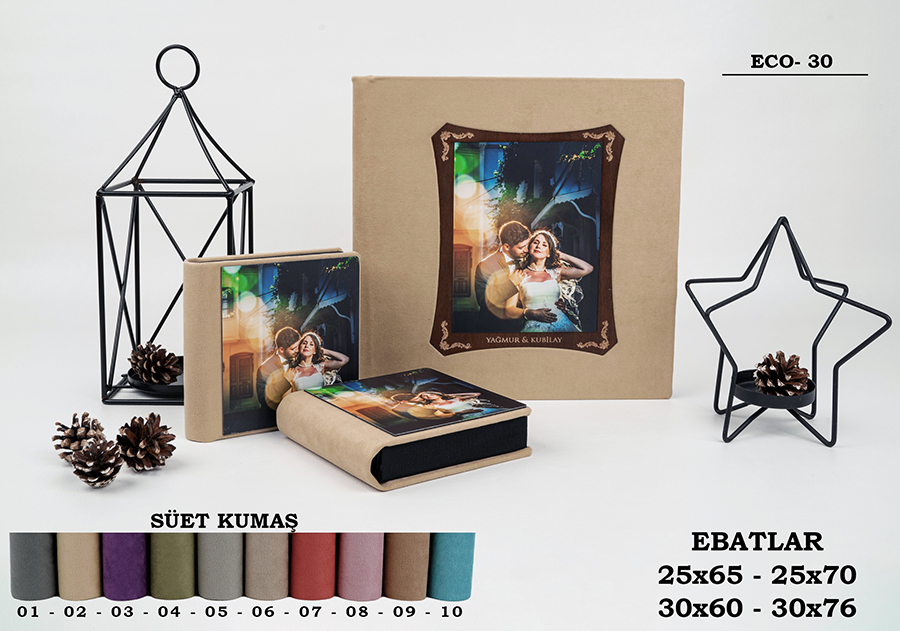 ECO- 30
YAĞMUR & KUBİLAY
SÜET KUMAŞ
01 - 02 - 03 - 04 - 05 - 06 - 07 - 08 - 09 - 10
EBATLAR
25x65 - 25x70
30x60 - 30x76